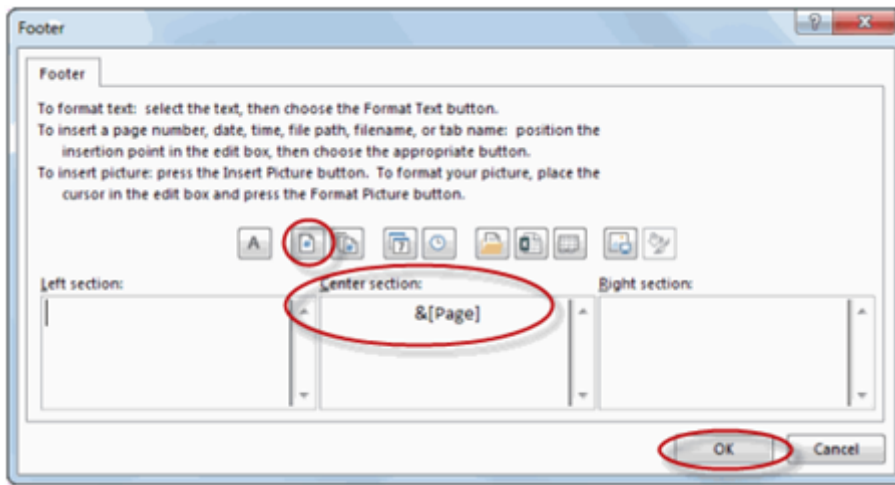 Footer
Footer
To format text:  select the text, then choose the Format Text button.
To insert a page number, date, time, file path, filename, or tab name:  position the
insertion point in the edit box, then choose the appropriate button.
To insert picture: press the Insert Picture button.  To format your picture, place the
cursor in the edit box and press the Format Picture button.
A
Left section:
Center section:
Right section:
&[Page]
OK
Cancel